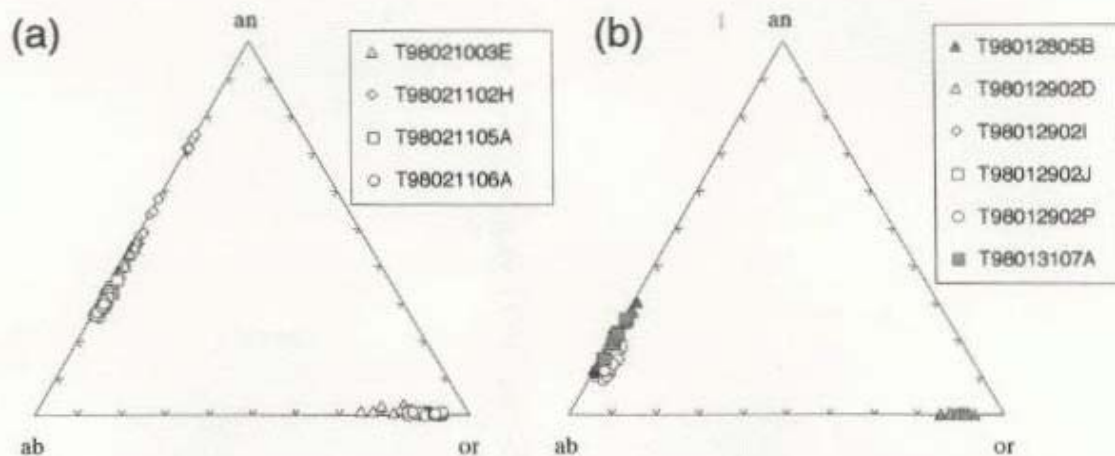 (a)
an
T98021003E
T98021102H
T98021105A
T98021106A
ab
or
(b)
an
T98012805B
T98012902D
T98012902I
T98012902J
T98012902P
T98013107A
ab
or